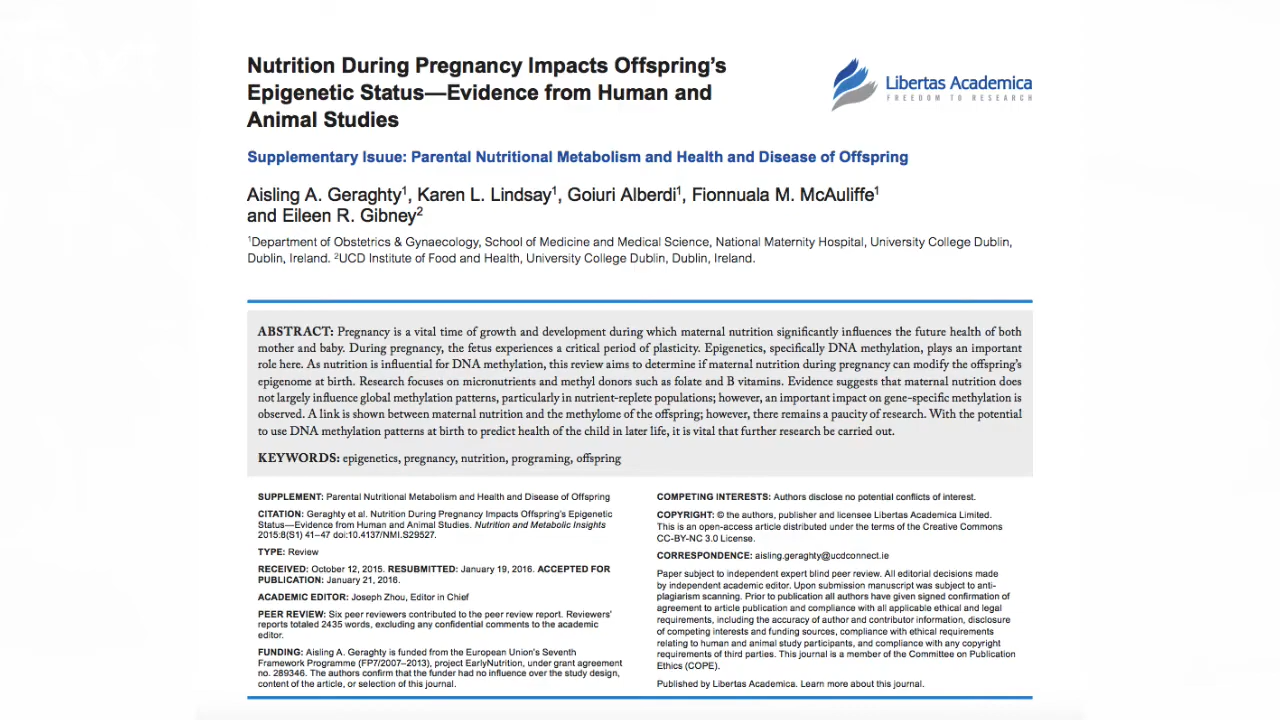 Nutrition During Pregnancy Impacts Offspring's
Epigenetic Status—Evidence from Human and
Animal Studies
Libertas Academica
FREEDOM TO RESEARCH
Supplementary Isuue: Parental Nutritional Metabolism and Health and Disease of Offspring
Aisling A. Geraghty¹, Karen L. Lindsay¹, Goiuri Alberdi¹, Fionnuala M. McAuliffe¹
and Eileen R. Gibney²
¹Department of Obstetrics & Gynaecology, School of Medicine and Medical Science, National Maternity Hospital, University College Dublin,
Dublin, Ireland. ²UCD Institute of Food and Health, University College Dublin, Dublin, Ireland.
ABSTRACT: Pregnancy is a vital time of growth and development during which maternal nutrition significantly influences the future health of both
mother and baby. During pregnancy, the fetus experiences a critical period of plasticity. Epigenetics, specifically DNA methylation, plays an important
role here. As nutrition is influential for DNA methylation, this review aims to determine if maternal nutrition during pregnancy can modify the offspring's
epigenome at birth. Research focuses on micronutrients and methyl donors such as folate and B vitamins. Evidence suggests that maternal nutrition does
not largely influence global methylation patterns, particularly in nutrient-replete populations; however, an important impact on gene-specific methylation is
observed. A link is shown between maternal nutrition and the methylome of the offspring; however, there remains a paucity of research. With the potential
to use DNA methylation patterns at birth to predict health of the child in later life, it is vital that further research be carried out.
KEYWORDS: epigenetics, pregnancy, nutrition, programing, offspring
SUPPLEMENT: Parental Nutritional Metabolism and Health and Disease of Offspring
CITATION: Geraghty et al. Nutrition During Pregnancy Impacts Offspring's Epigenetic
Status—Evidence from Human and Animal Studies. Nutrition and Metabolic Insights
2015:8(S1) 41–47 doi:10.4137/NMI.S29527.
TYPE: Review
RECEIVED: October 12, 2015. RESUBMITTED: January 19, 2016. ACCEPTED FOR
PUBLICATION: January 21, 2016.
ACADEMIC EDITOR: Joseph Zhou, Editor in Chief
PEER REVIEW: Six peer reviewers contributed to the peer review report. Reviewers'
reports totaled 2435 words, excluding any confidential comments to the academic
editor.
FUNDING: Aisling A. Geraghty is funded from the European Union's Seventh
Framework Programme (FP7/2007–2013), project EarlyNutrition, under grant agreement
no. 289346. The authors confirm that the funder had no influence over the study design,
content of the article, or selection of this journal.
COMPETING INTERESTS: Authors disclose no potential conflicts of interest.
COPYRIGHT: © the authors, publisher and licensee Libertas Academica Limited.
This is an open-access article distributed under the terms of the Creative Commons
CC-BY-NC 3.0 License.
CORRESPONDENCE: aisling.geraghty@ucdconnect.ie
Paper subject to independent expert blind peer review. All editorial decisions made
by independent academic editor. Upon submission manuscript was subject to anti-
plagiarism scanning. Prior to publication all authors have given signed confirmation of
agreement to article publication and compliance with all applicable ethical and legal
requirements, including the accuracy of author and contributor information, disclosure
of competing interests and funding sources, compliance with ethical requirements
relating to human and animal study participants, and compliance with any copyright
requirements of third parties. This journal is a member of the Committee on Publication
Ethics (COPE).
Published by Libertas Academica. Learn more about this journal.